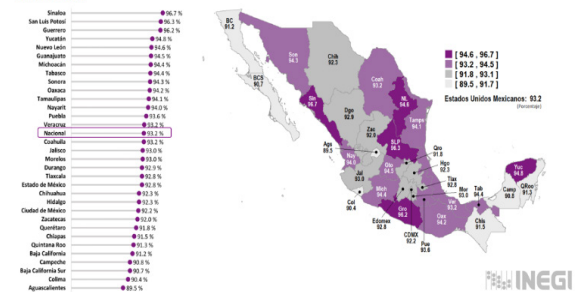 Sinaloa 96.7 %
San Luis Potosí 96.3 %
Guerrero 96.2 %
Yucatán 94.8 %
Nuevo León 94.6 %
Guanajuato 94.5 %
Michoacán 94.4 %
Tabasco 94.4 %
Sonora 94.3 %
Oaxaca 94.2 %
Tamaulipas 94.1 %
Nayarit 94.0 %
Puebla 93.6 %
Veracruz 93.2 %
Nacional 93.2 %
Coahuila 93.2 %
Jalisco 93.0 %
Morelos 93.0 %
Durango 92.9 %
Tlaxcala 92.8 %
Estado de México 92.8 %
Chihuahua 92.3 %
Hidalgo 92.3 %
Ciudad de México 92.2 %
Zacatecas 92.0 %
Querétaro 91.8 %
Chiapas 91.5 %
Quintana Roo 91.3 %
Baja California 91.2 %
Campeche 90.8 %
Baja California Sur 90.7 %
Colima 90.4 %
Aguascalientes 89.5 %
BC
91.2
Son
94.3
Chih
92.3
Coah
93.2
BCS
90.7
Sin
96.7
Dgo
92.9
NL
94.6
Tamps
94.1
Zac
92.0
SLP
96.3
Ags
89.5
Nay
94.0
Jal
93.0
Gto
94.5
Qro
91.8
Hgo
92.3
Col
90.4
Mich
94.4
Tlax
92.8
Mor
93.0
Ver
93.2
Tab
94.4
Camp
90.8
Yuc
94.8
QRoo
91.3
Edomex
92.8
Gro
96.2
CDMX
92.2
Pue
93.6
Oax
94.2
Chis
91.5
[ 94.6 , 96.7 ]
[ 93.2 , 94.5 ]
[ 91.8 , 93.1 ]
[ 89.5 , 91.7 ]
Estados Unidos Mexicanos: 93.2
(Porcentaje)
INEGI